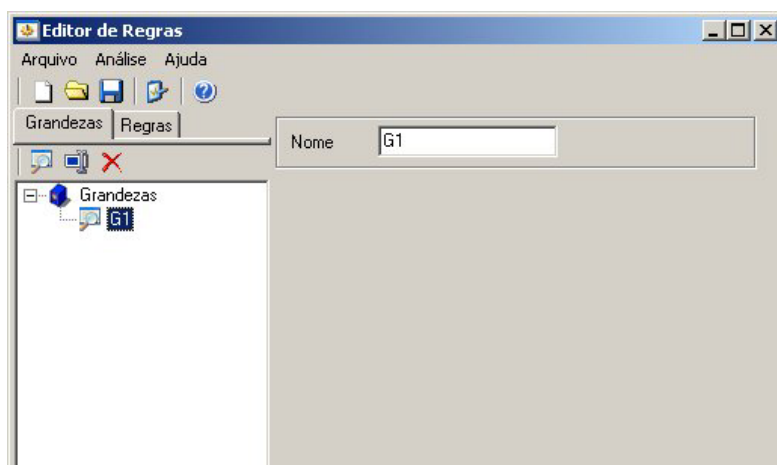 Editor de Regras
Arquivo Análise Ajuda
Grandezas Regras
Nome G1
Grandezas
G1